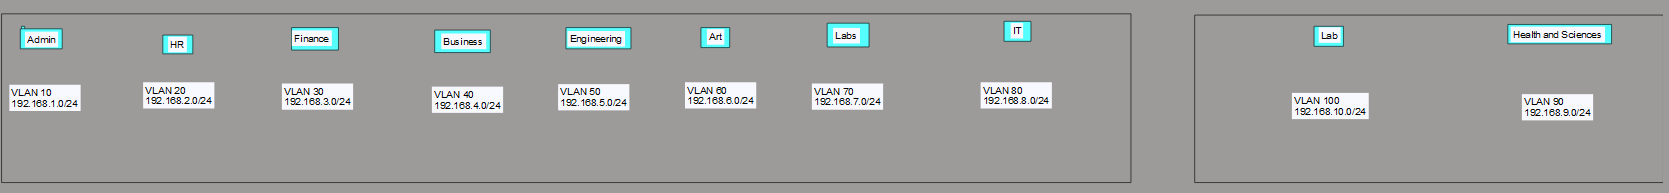 Admin
HR
Finance
Business
Engineering
Art
Labs
IT
Lab
Health and Sciences
VLAN 10
192.168.1.0/24
VLAN 20
192.168.2.0/24
VLAN 30
192.168.3.0/24
VLAN 40
192.168.4.0/24
VLAN 50
192.168.5.0/24
VLAN 60
192.168.6.0/24
VLAN 70
192.168.7.0/24
VLAN 80
192.168.8.0/24
VLAN 100
192.168.10.0/24
VLAN 90
192.168.9.0/24